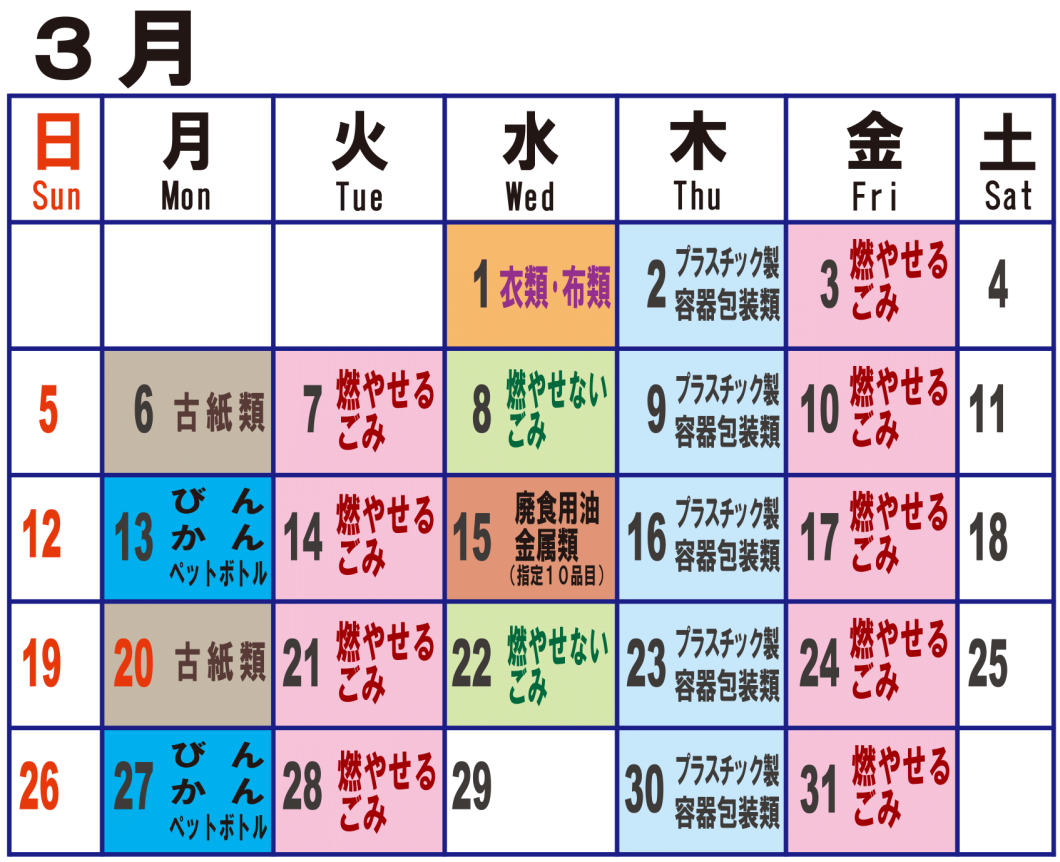 3月
日 月 火 水 木 金 土
Sun Mon Tue Wed Thu Fri Sat
1 衣類・布類
2 プラスチック製
容器包装類
3 燃やせる
ごみ
4
5
6 古紙類
7 燃やせる
ごみ
8 燃やせない
ごみ
9 プラスチック製
容器包装類
10 燃やせる
ごみ
11
12
13 びん
かん
ペットボトル
14 燃やせる
ごみ
15 廃食用油
金属類
(指定10品目)
16 プラスチック製
容器包装類
17 燃やせる
ごみ
18
19
20 古紙類
21 燃やせる
ごみ
22 燃やせない
ごみ
23 プラスチック製
容器包装類
24 燃やせる
ごみ
25
26
27 びん
かん
ペットボトル
28 燃やせる
ごみ
29
30 プラスチック製
容器包装類
31 燃やせる
ごみ